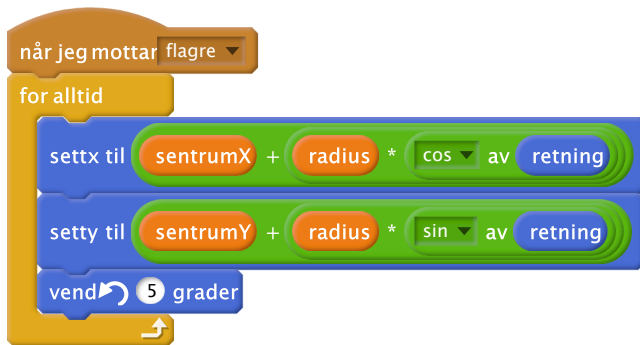 når jeg mottar flagre
for alltid
settx til sentrumX + radius * cos av retning
setty til sentrumY + radius * sin av retning
vend 5 grader